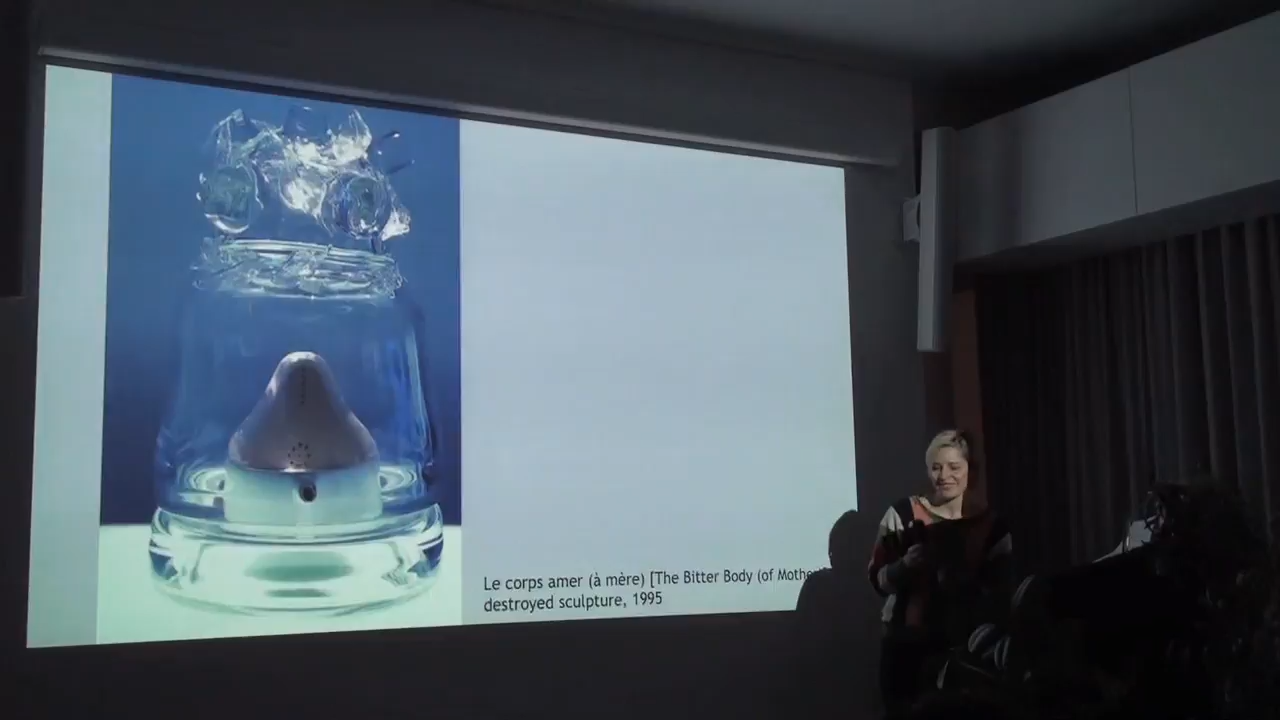 Le corps amer (à mère) [The Bitter Body (of
destroyed sculpture, 1995